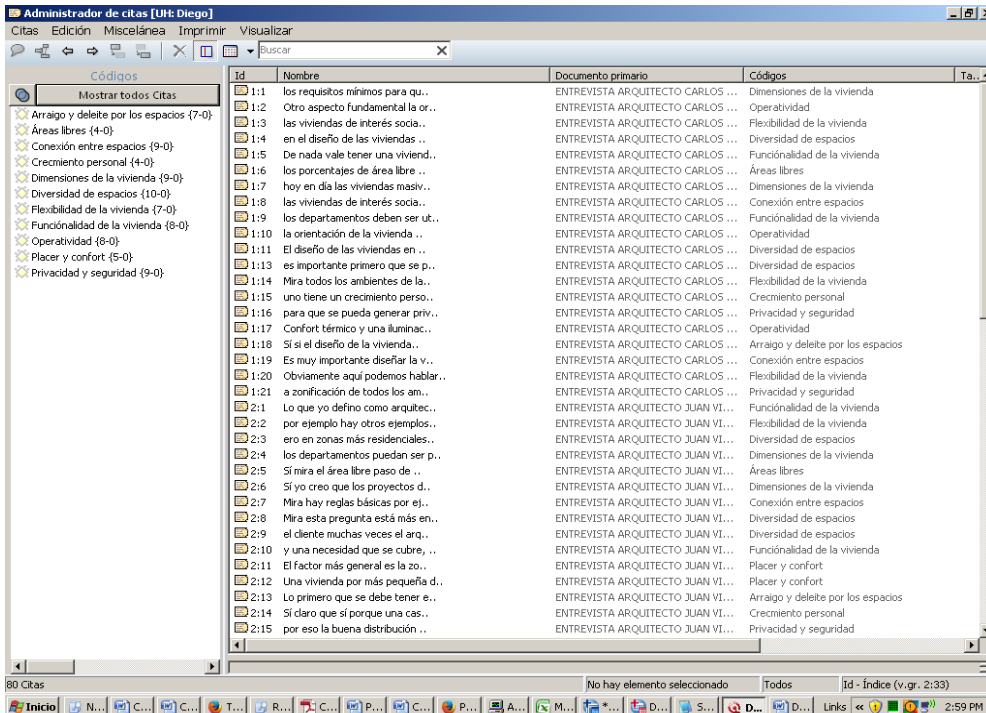 Administrador de citas [UH: Diego]
Citas Edición Miscelánea Imprimir Visualizar
Buscar
Códigos
Mostrar todos Citas
Arraigo y deleite por los espacios {7-0}
Áreas libres {4-0}
Conexión entre espacios {9-0}
Crecmiento personal {4-0}
Dimensiones de la vivienda {9-0}
Diversidad de espacios {10-0}
Flexibilidad de la vivienda {7-0}
Funciónalidad de la vivienda {8-0}
Operatividad {8-0}
Placer y confort {5-0}
Privacidad y seguridad {9-0}
Id Nombre Documento primario Códigos Ta..
1:1 los requisitos mínimos para qu.. ENTREVISTA ARQUITECTO CARLOS ... Dimensiones de la vivienda
1:2 Otro aspecto fundamental la or.. ENTREVISTA ARQUITECTO CARLOS ... Operatividad
1:3 las viviendas de interés socia.. ENTREVISTA ARQUITECTO CARLOS ... Flexibilidad de la vivienda
1:4 en el diseño de las viviendas .. ENTREVISTA ARQUITECTO CARLOS ... Diversidad de espacios
1:5 De nada vale tener una viviend.. ENTREVISTA ARQUITECTO CARLOS ... Funciónalidad de la vivienda
1:6 los porcentajes de área libre .. ENTREVISTA ARQUITECTO CARLOS ... Áreas libres
1:7 hoy en día las viviendas masiv.. ENTREVISTA ARQUITECTO CARLOS ... Dimensiones de la vivienda
1:8 las viviendas de interés socia.. ENTREVISTA ARQUITECTO CARLOS ... Conexión entre espacios
1:9 los departamentos deben ser ut.. ENTREVISTA ARQUITECTO CARLOS ... Funciónalidad de la vivienda
1:10 la orientación de la vivienda .. ENTREVISTA ARQUITECTO CARLOS ... Operatividad
1:11 El diseño de las viviendas en .. ENTREVISTA ARQUITECTO CARLOS ... Diversidad de espacios
1:13 es importante primero que se p.. ENTREVISTA ARQUITECTO CARLOS ... Diversidad de espacios
1:14 Mira todos los ambientes de la.. ENTREVISTA ARQUITECTO CARLOS ... Flexibilidad de la vivienda
1:15 uno tiene un crecimiento perso.. ENTREVISTA ARQUITECTO CARLOS ... Crecmiento personal
1:16 para que se pueda generar priv.. ENTREVISTA ARQUITECTO CARLOS ... Privacidad y seguridad
1:17 Confort térmico y una iluminac.. ENTREVISTA ARQUITECTO CARLOS ... Operatividad
1:18 Sí si el diseño de la vivienda.. ENTREVISTA ARQUITECTO CARLOS ... Arraigo y deleite por los espacios
1:19 Es muy importante diseñar la v.. ENTREVISTA ARQUITECTO CARLOS ... Conexión entre espacios
1:20 Obviamente aquí podemos hablar.. ENTREVISTA ARQUITECTO CARLOS ... Flexibilidad de la vivienda
1:21 a zonificación de todos los am.. ENTREVISTA ARQUITECTO CARLOS ... Privacidad y seguridad
2:1 Lo que yo defino como arquitec.. ENTREVISTA ARQUITECTO JUAN VI... Funciónalidad de la vivienda
2:2 por ejemplo hay otros ejemplos.. ENTREVISTA ARQUITECTO JUAN VI... Flexibilidad de la vivienda
2:3 ero en zonas más residenciales.. ENTREVISTA ARQUITECTO JUAN VI... Diversidad de espacios
2:4 los departamentos puedan ser p.. ENTREVISTA ARQUITECTO JUAN VI... Dimensiones de la vivienda
2:5 Sí mira el área libre paso de .. ENTREVISTA ARQUITECTO JUAN VI... Áreas libres
2:6 Sí yo creo que los proyectos d.. ENTREVISTA ARQUITECTO JUAN VI... Dimensiones de la vivienda
2:7 Mira hay reglas básicas por ej.. ENTREVISTA ARQUITECTO JUAN VI... Conexión entre espacios
2:8 Mira esta pregunta está más en.. ENTREVISTA ARQUITECTO JUAN VI... Diversidad de espacios
2:9 el cliente muchas veces el arq.. ENTREVISTA ARQUITECTO JUAN VI... Diversidad de espacios
2:10 y una necesidad que se cubre, .. ENTREVISTA ARQUITECTO JUAN VI... Funciónalidad de la vivienda
2:11 El factor más general es la zo.. ENTREVISTA ARQUITECTO JUAN VI... Placer y confort
2:12 Una vivienda por más pequeña d.. ENTREVISTA ARQUITECTO JUAN VI... Placer y confort
2:13 Lo primero que se debe tener e.. ENTREVISTA ARQUITECTO JUAN VI... Arraigo y deleite por los espacios
2:14 Sí claro que sí porque una cas.. ENTREVISTA ARQUITECTO JUAN VI... Crecmiento personal
2:15 por eso la buena distribución .. ENTREVISTA ARQUITECTO JUAN VI... Privacidad y seguridad
80 Citas No hay elemento seleccionado Todos Id - Índice (v.gr. 2:33)
Inicio N... C... C... T... R... C... P... C... P... A... M... *... D... S... D... D... Links « 2:59 PM